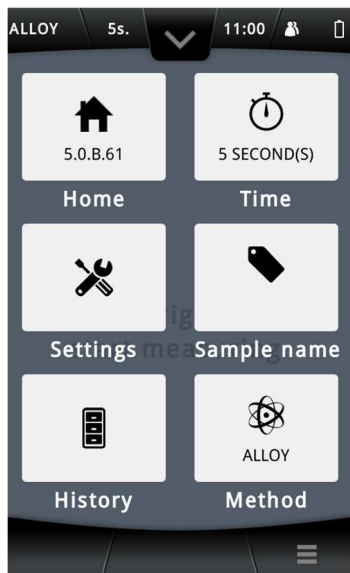 ALLOY 5s. 11:00
5.0.B.61
5 SECOND(S)
Home
Time
Settings
Sample name
History
ALLOY
Method